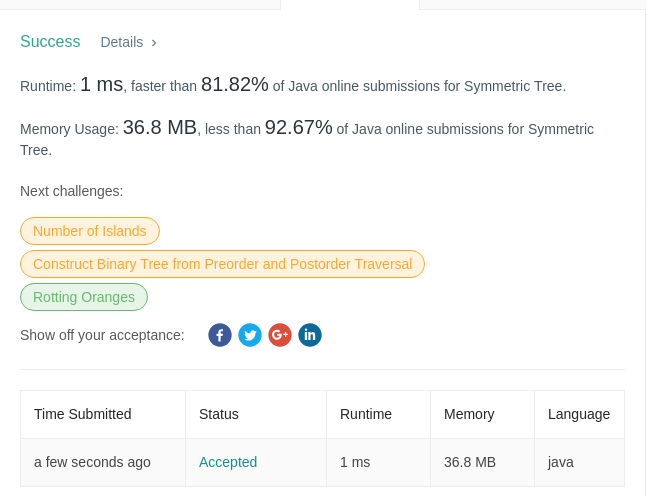 Success Details >
Runtime: 1 ms, faster than 81.82% of Java online submissions for Symmetric Tree.
Memory Usage: 36.8 MB, less than 92.67% of Java online submissions for Symmetric
Tree.
Next challenges:
Number of Islands
Construct Binary Tree from Preorder and Postorder Traversal
Rotting Oranges
Show off your acceptance: f G+ in
Time Submitted Status Runtime Memory Language
a few seconds ago Accepted 1 ms 36.8 MB java